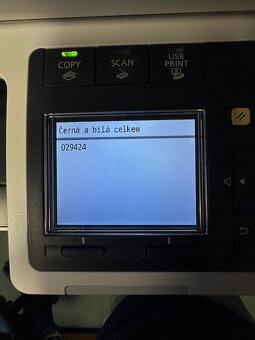 COPY
SCAN
USB
PRINT
Černá a bílá celkem
029424